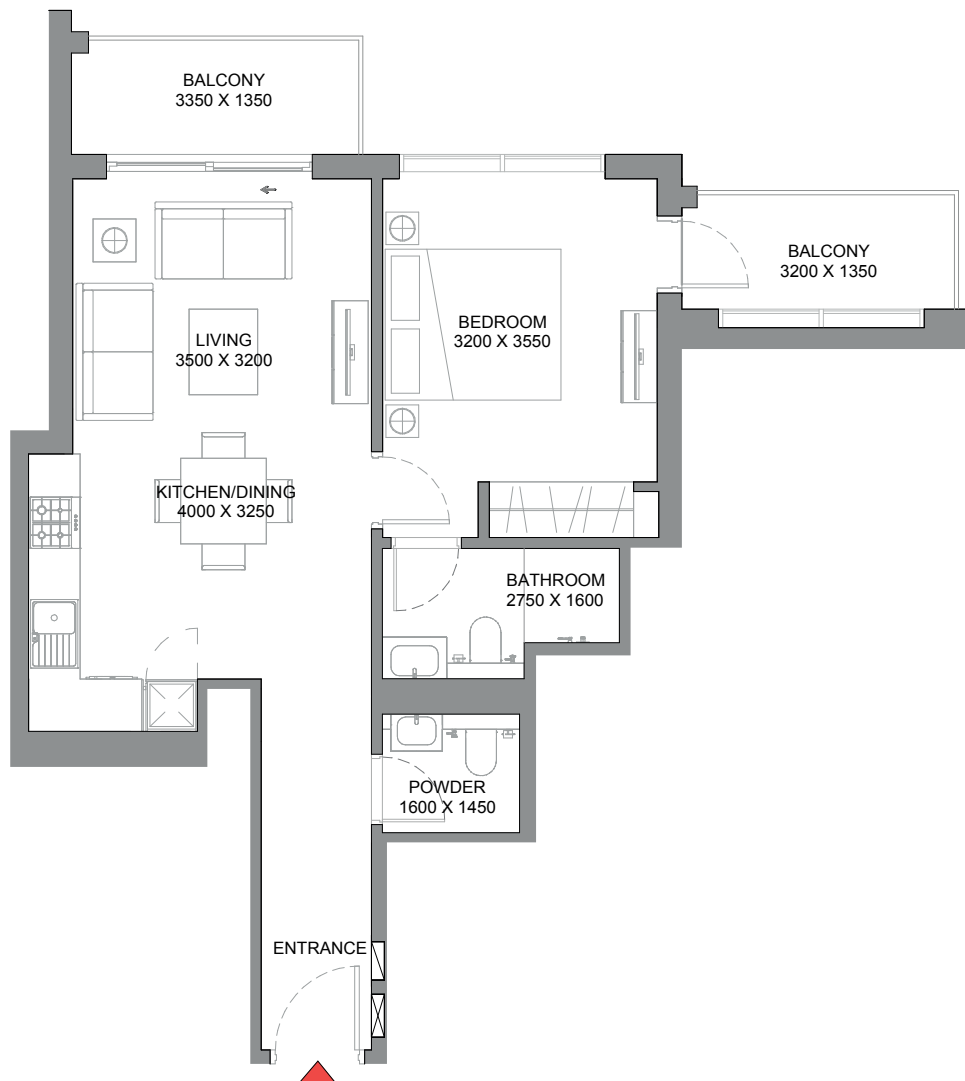 BALCONY
3350 X 1350
BALCONY
3200 X 1350
BEDROOM
3200 X 3550
LIVING
3500 X 3200
KITCHEN/DINING
4000 X 3250
BATHROOM
2750 X 1600
POWDER
1600 X 1450
ENTRANCE